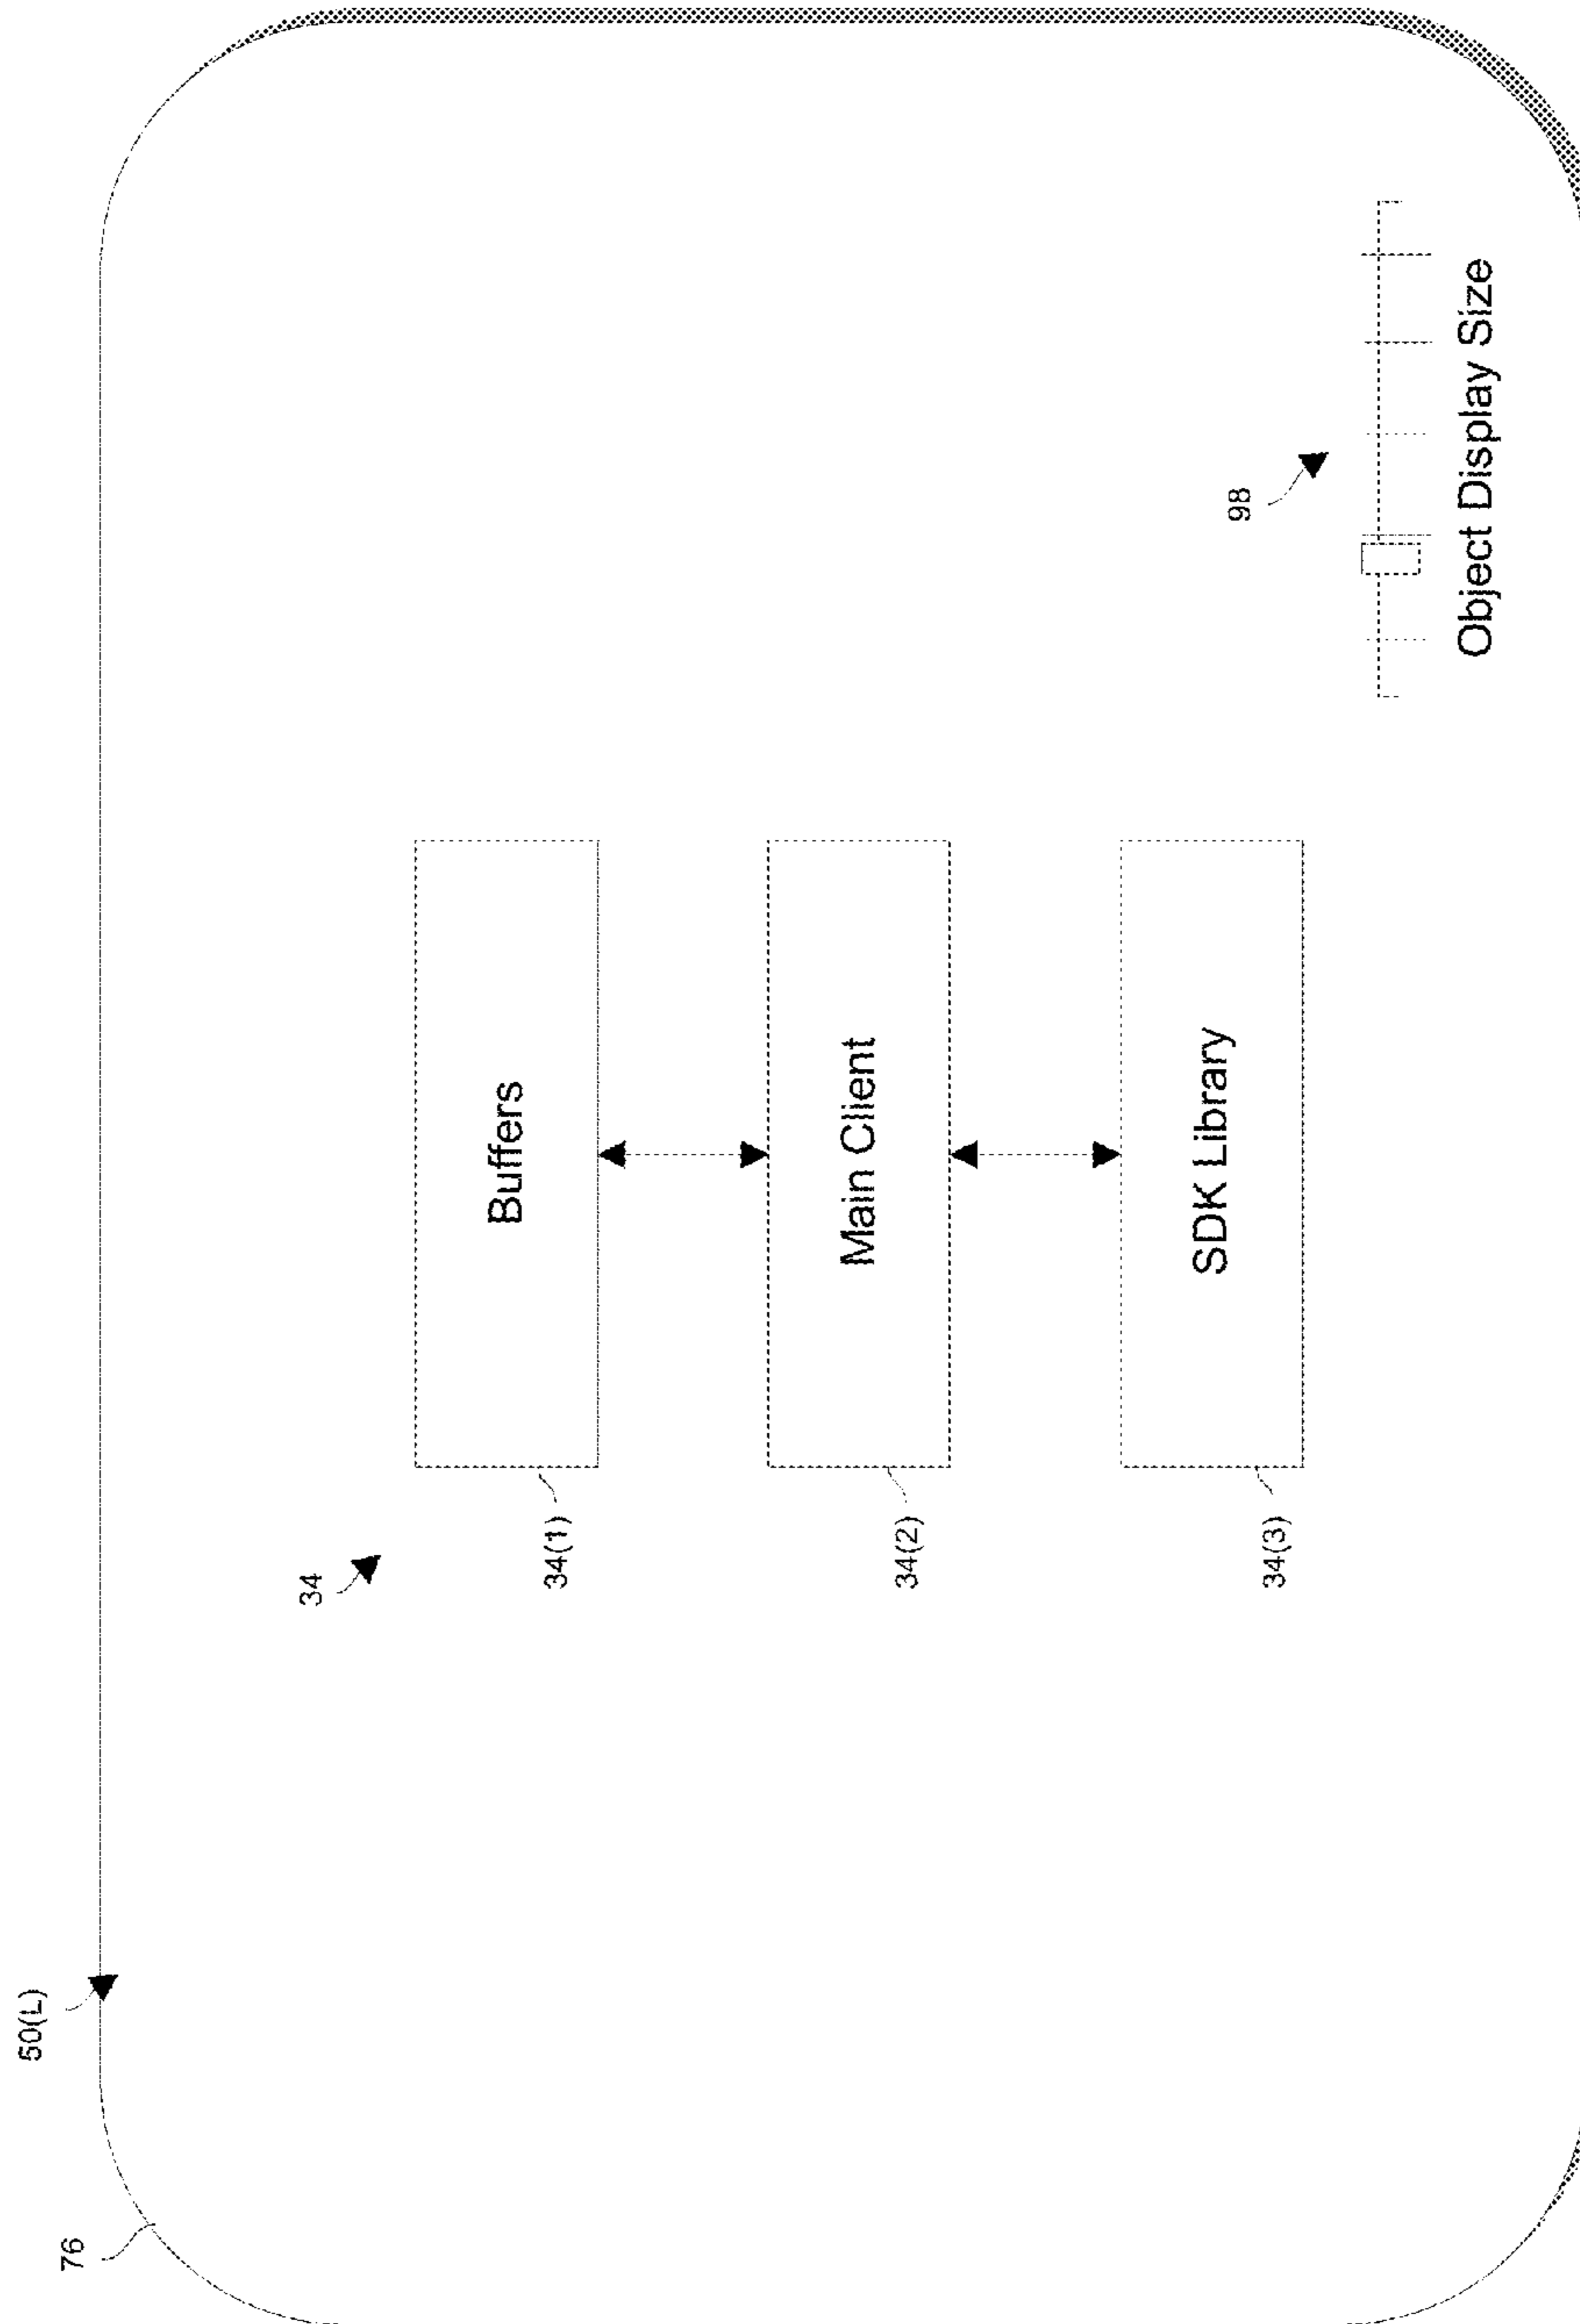 76
50(L)
34
Buffers
34(1)
Main Client
34(2)
SDK Library
34(3)
98
Object Display Size